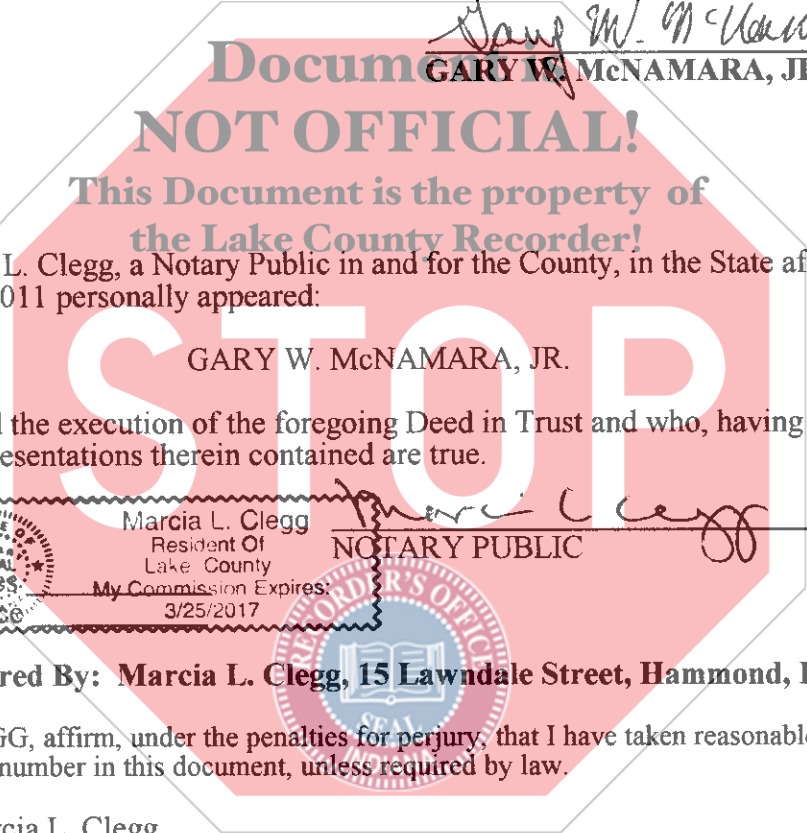 Gary W. McNam
Document is
GARY W. McNAMARA, JR
NOT OFFICIAL!
This Document is the property of
the Lake County Recorder!
L. Clegg, a Notary Public in and for the County, in the State af
011 personally appeared:
STOP
GARY W. McNAMARA, JR.
the execution of the foregoing Deed in Trust and who, having
esentations therein contained are true.
Marcia L. Clegg
Resident Of
Lake County
My Commission Expires:
3/25/2017
Marcia L Clegg
NOTARY PUBLIC
RECORDER'S OFFICE
SEAL
INDIANA
red By: Marcia L. Clegg, 15 Lawndale Street, Hammond, I
GG, affirm, under the penalties for perjury, that I have taken reasonable
number in this document, unless required by law.
rcia L. Clegg